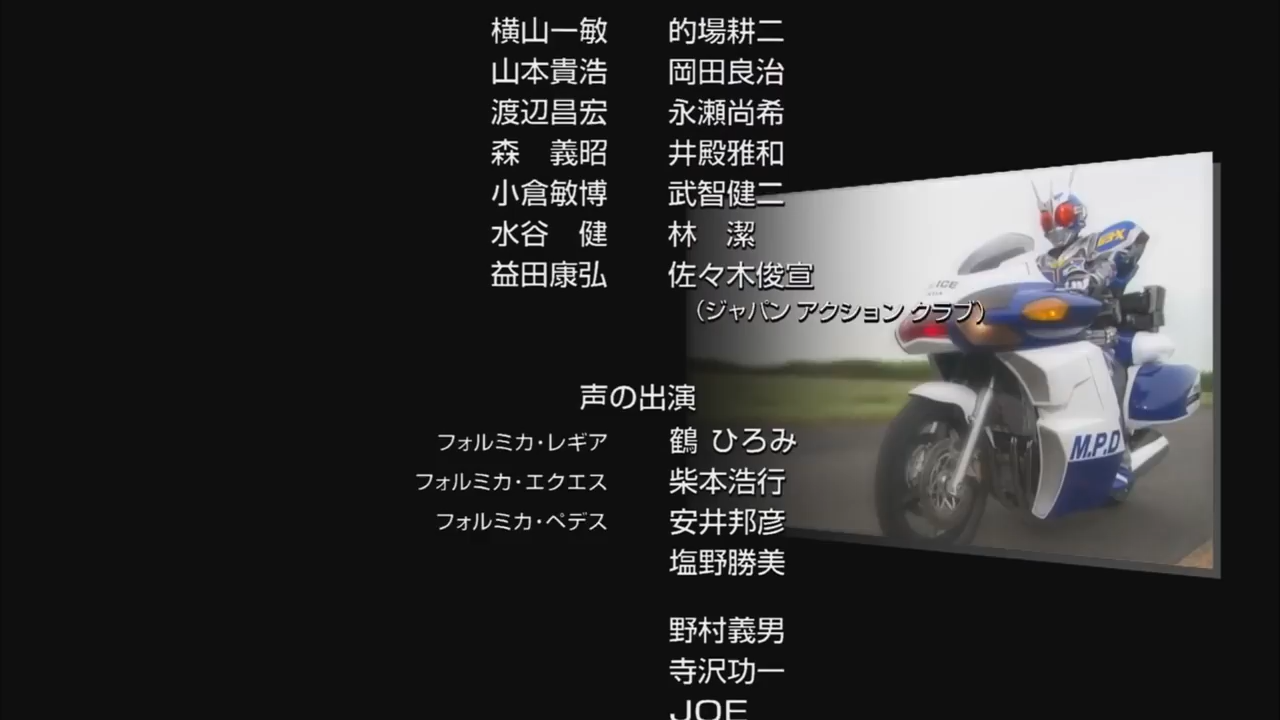 横山一敏　的場耕二
山本貴浩　岡田良治
渡辺昌宏　永瀬尚希
森　義昭　井殿雅和
小倉敏博　武智健二
水谷　健　林　潔
益田康弘　佐々木俊宣
（ジャパン アクション クラブ）
声の出演
フォルミカ・レギア　鶴 ひろみ
フォルミカ・エクエス　柴本浩行
フォルミカ・ペデス　安井邦彦
塩野勝美
野村義男
寺沢功一
JOE
M.P.D